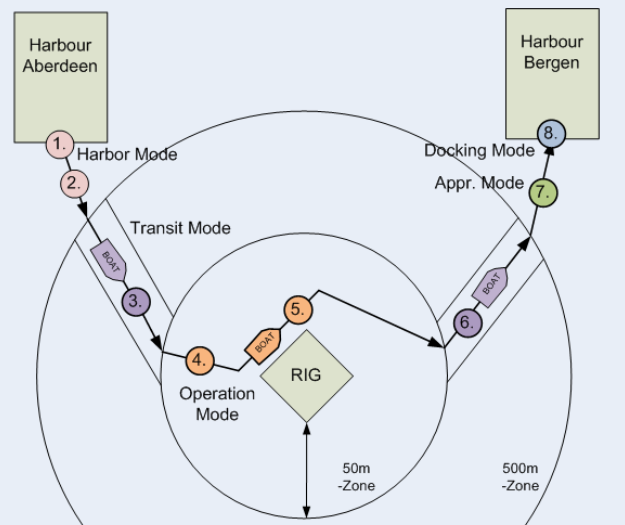 Harbour
Aberdeen
Harbour
Bergen
1.
Harbor Mode
2.
8.
Docking Mode
Appr. Mode
7.
Transit Mode
BOAT
3.
BOAT
6.
5.
BOAT
4.
Operation
Mode
RIG
50m
-Zone
500m
-Zone